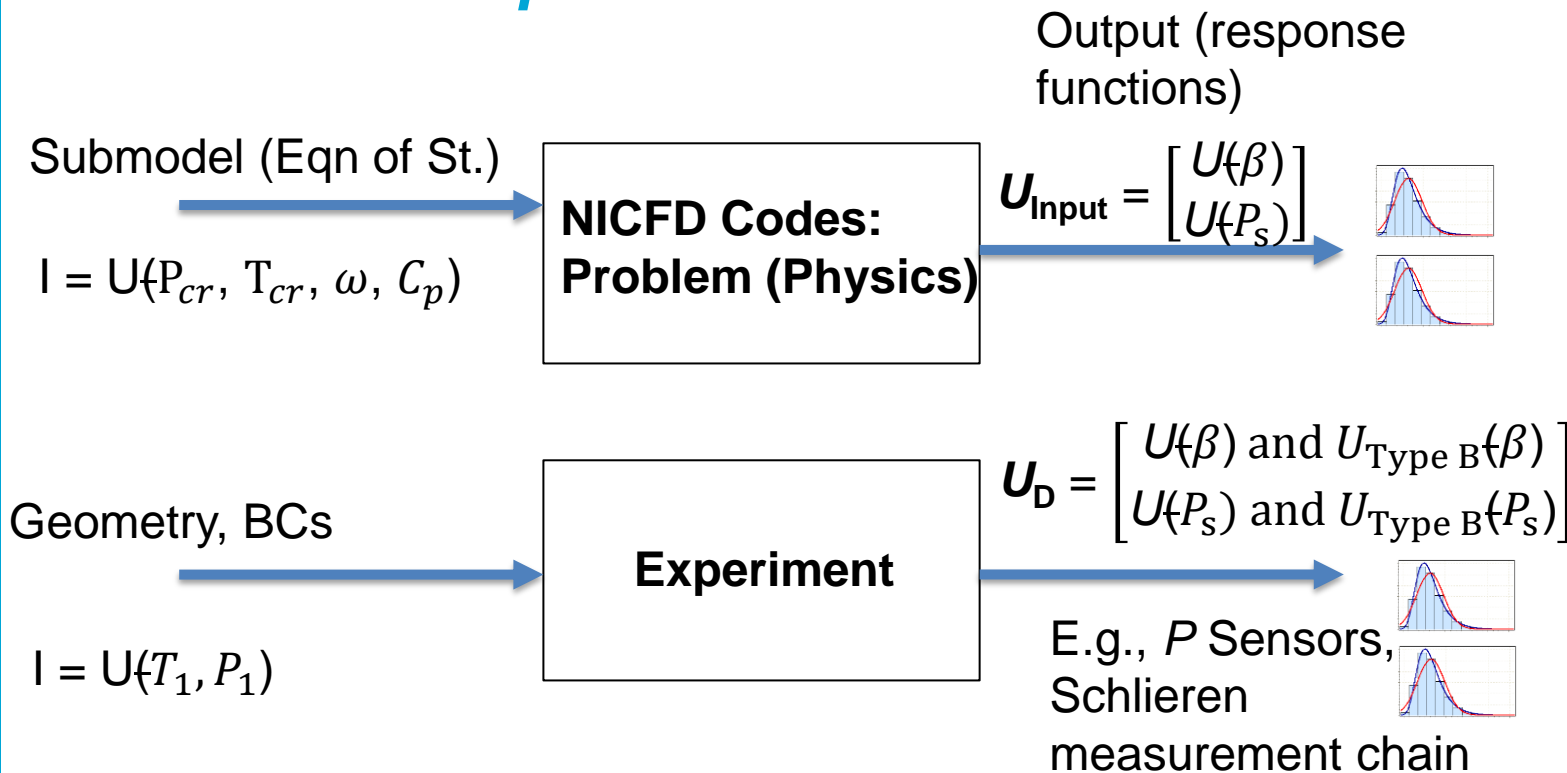 Output (response
functions)
Submodel (Eqn of St.)
I = U(P_cr, T_cr, ω, C_p)
NICFD Codes:
Problem (Physics)
U_Input = [U(β)
U(P_s)]
Geometry, BCs
I = U(T_1, P_1)
Experiment
U_D = [U(β) and U_Type B(β)
U(P_s) and U_Type B(P_s)]
E.g., P Sensors,
Schlieren
measurement chain